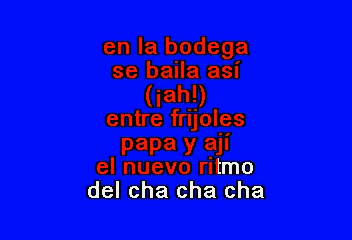 en la bodega
se baila así
(¡ah!)
entre frijoles
papa y ají
el nuevo ritmo
del cha cha cha